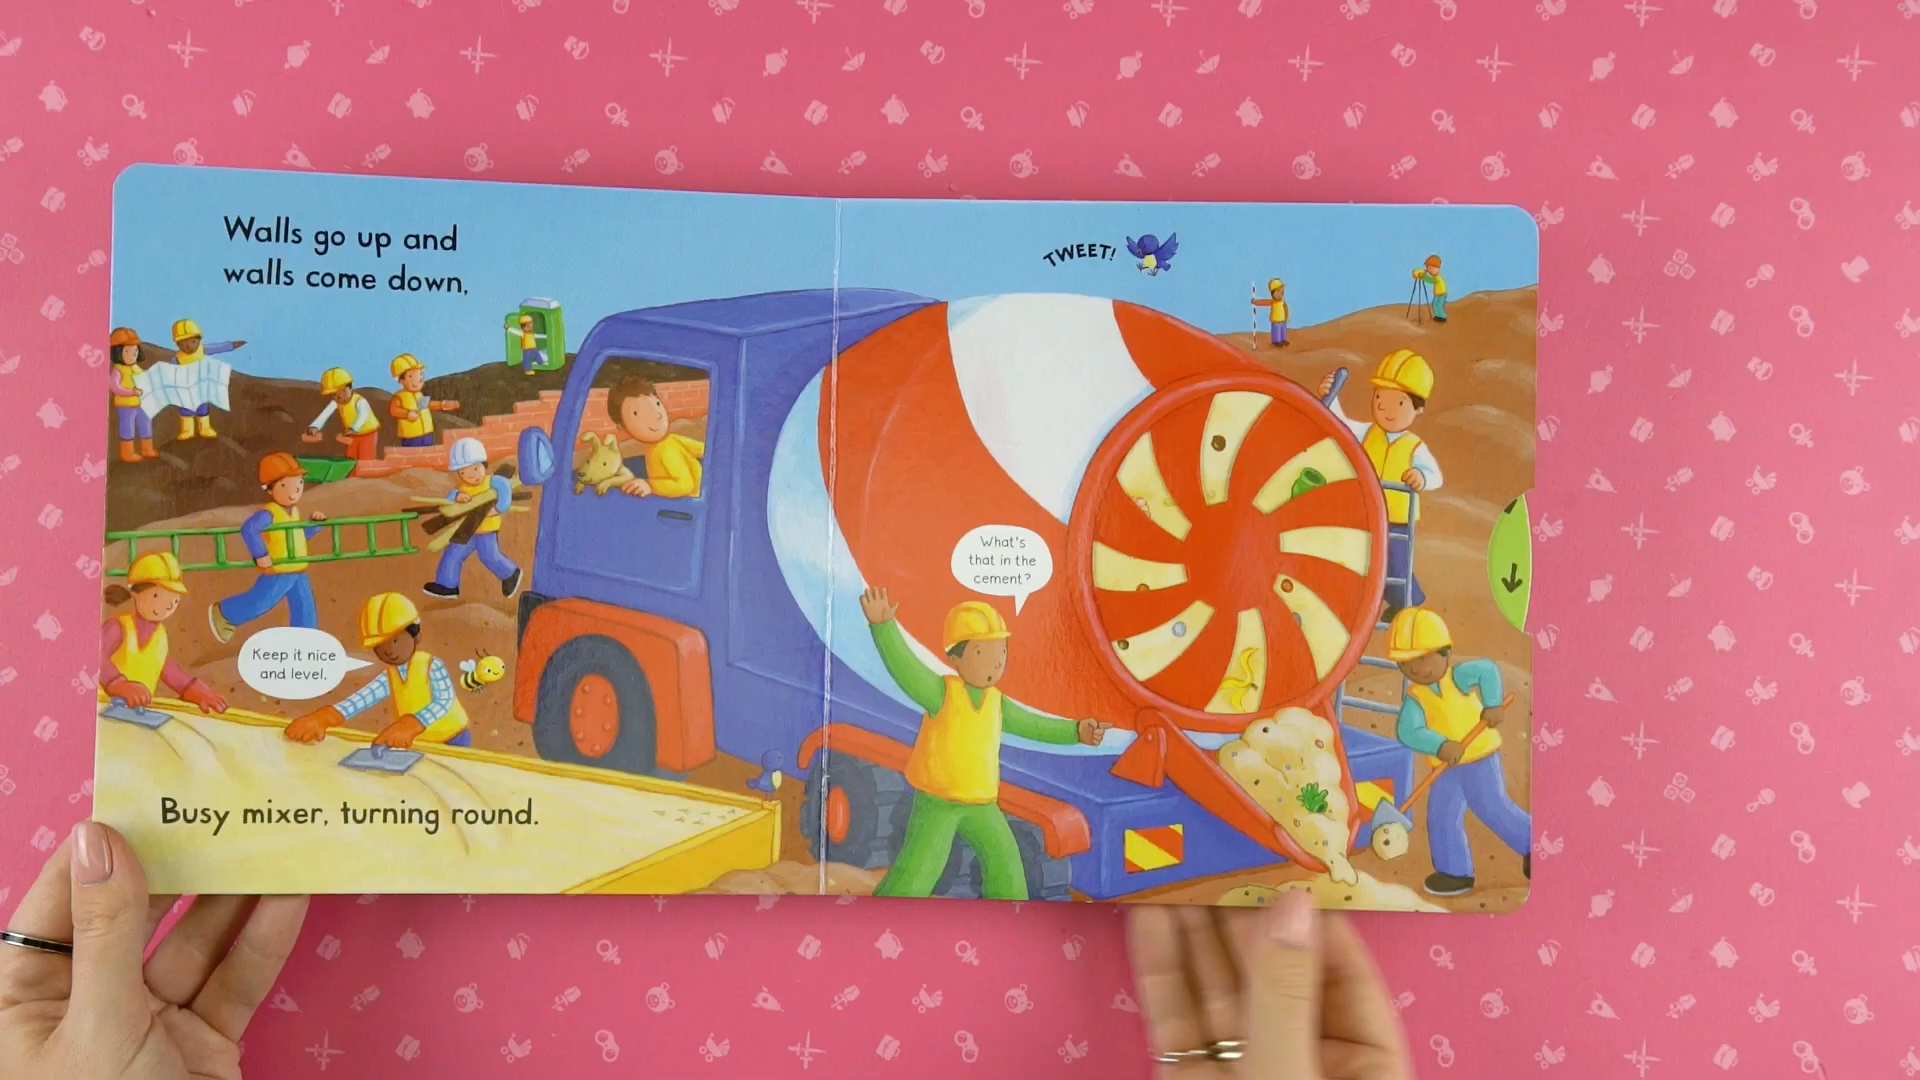 Walls go up and
walls come down,
TWEET!
What's
that in the
cement?
Keep it nice
and level.
Busy mixer, turning round.